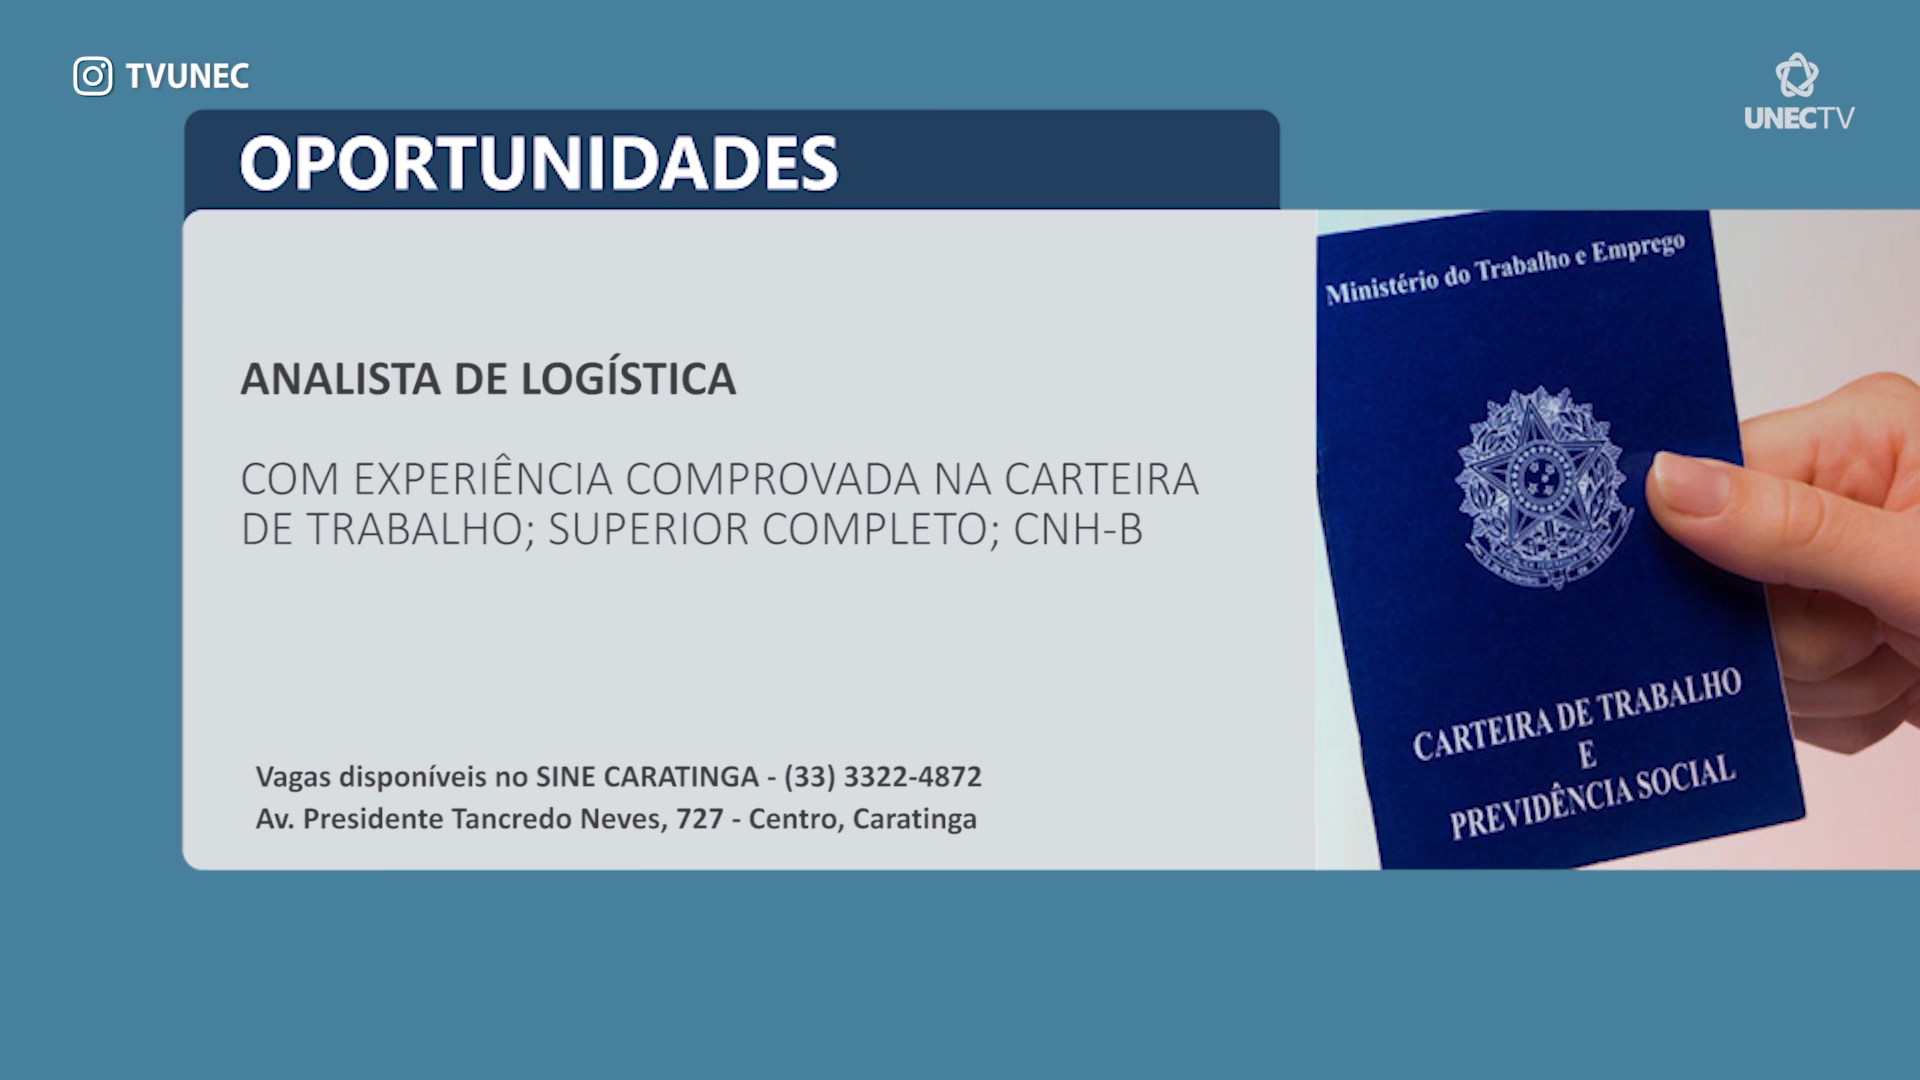 TVUNEC
UNECTV
OPORTUNIDADES
ANALISTA DE LOGÍSTICA
COM EXPERIÊNCIA COMPROVADA NA CARTEIRA
DE TRABALHO; SUPERIOR COMPLETO; CNH-B
Vagas disponíveis no SINE CARATINGA - (33) 3322-4872
Av. Presidente Tancredo Neves, 727 - Centro, Caratinga
Ministério do Trabalho e Emprego
CARTEIRA DE TRABALHO
E
PREVIDÊNCIA SOCIAL